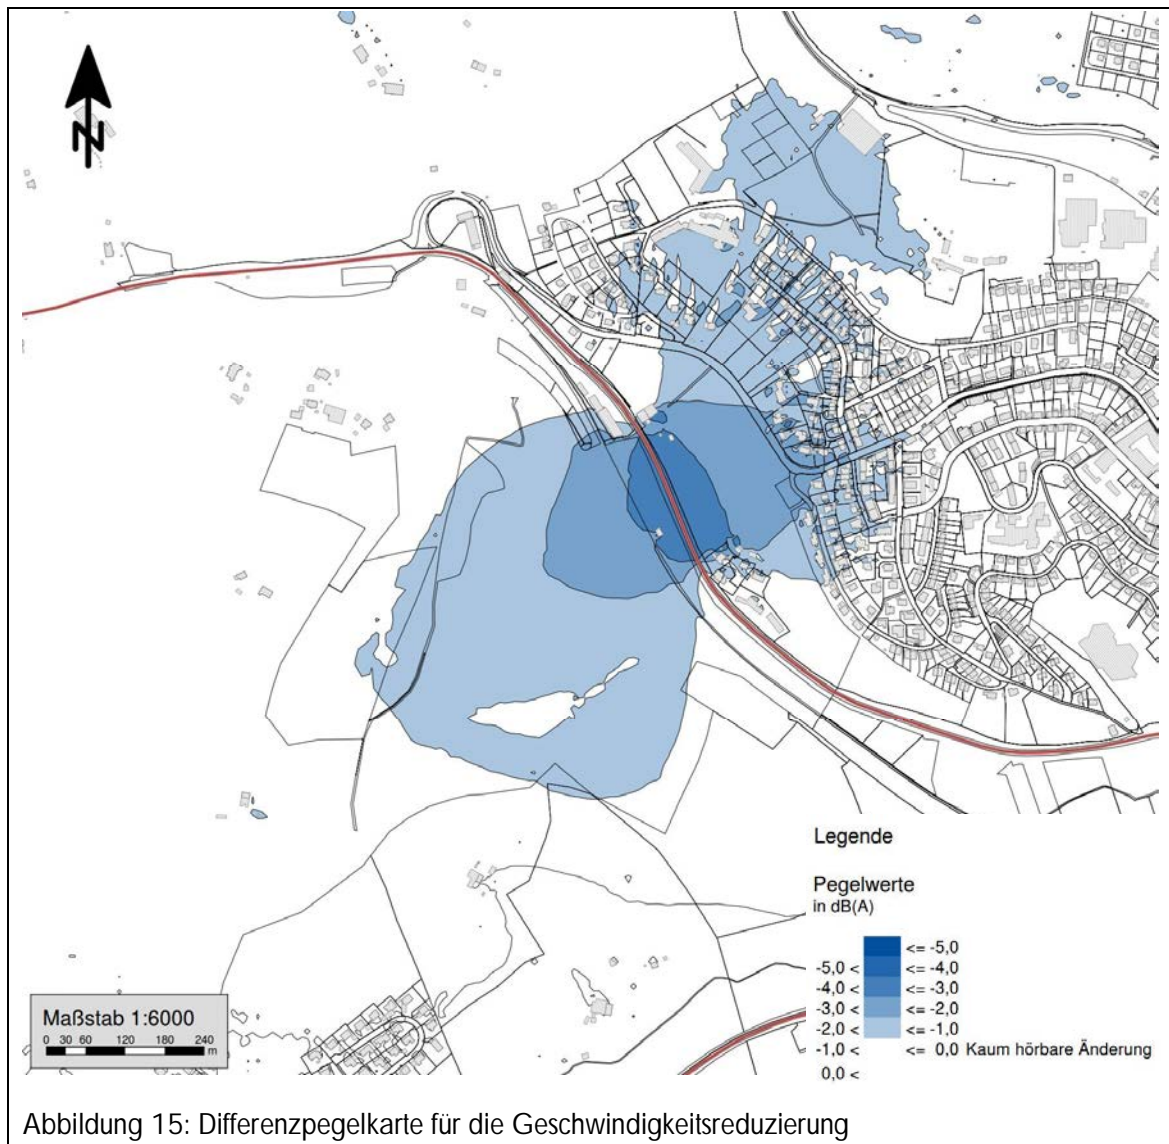 N
Legende
Pegelwerte
in dB(A)
<= -5,0
-5,0 < <= -4,0
-4,0 < <= -3,0
-3,0 < <= -2,0
-2,0 < <= -1,0
-1,0 < <= 0,0 Kaum hörbare Änderung
0,0 <
Maßstab 1:6000
0 30 60 120 180 240
m
Abbildung 15: Differenzpegelkarte für die Geschwindigkeitsreduzierung